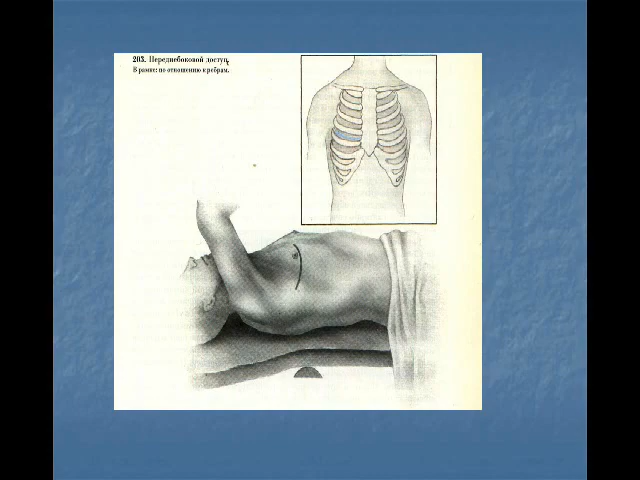 203. Переднебоковой доступ.
В рамке: по отношению к ребрам.